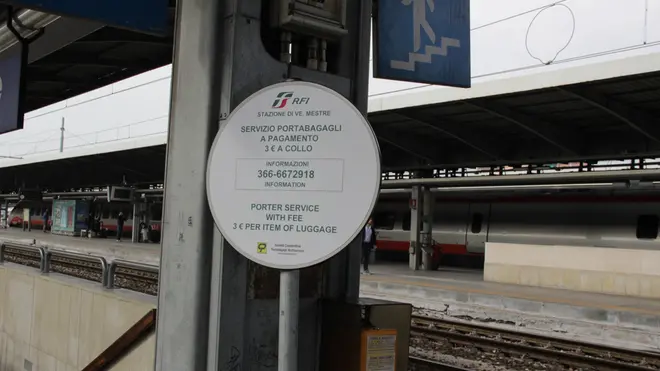 RFI
STAZIONE DI VE. MESTRE
SERVIZIO PORTABAGAGLI
A PAGAMENTO
3 € A COLLO
INFORMAZIONI
366-6672918
INFORMATION
PORTER SERVICE
WITH FEE
3 € PER ITEM OF LUGGAGE